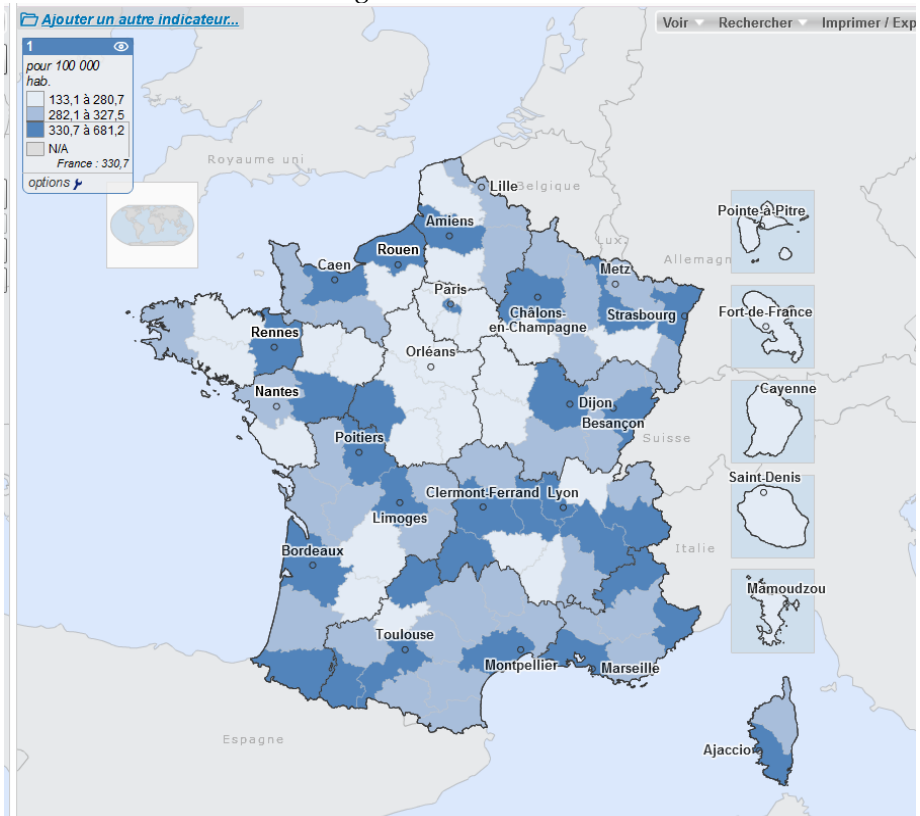 Ajouter un autre indicateur...
Voir Rechercher Imprimer / Exp
1
pour 100 000
hab.
133,1 à 280,7
282,1 à 327,5
330,7 à 681,2
N/A
France : 330,7
options
Royaume uni
Lille
Belgique
Amiens
Pointe-à-Pitre
Rouen
Lux.
Allemagn
Caen
Metz
Paris
Châlons-
en-Champagne
Strasbourg
Fort-de-France
Rennes
Orléans
Nantes
Dijon
Cayenne
Besançon
Suisse
Poitiers
Saint-Denis
Clermont-Ferrand
Lyon
Limoges
Italie
Bordeaux
Mamoudzou
Toulouse
Montpellier
Marseille
Espagne
Ajaccio